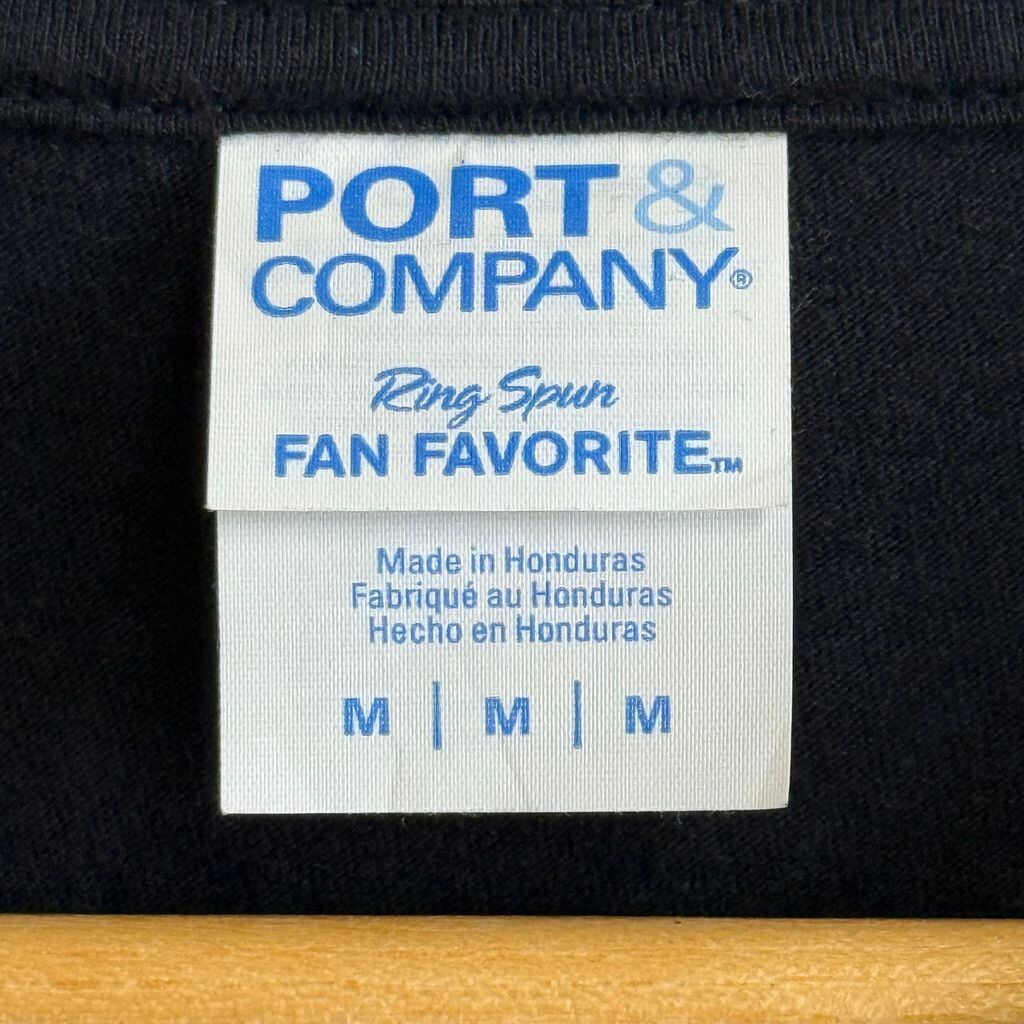 PORT &
COMPANY®
Ring Spun
FAN FAVORITE™
Made in Honduras
Fabriqué au Honduras
Hecho en Honduras
M | M | M